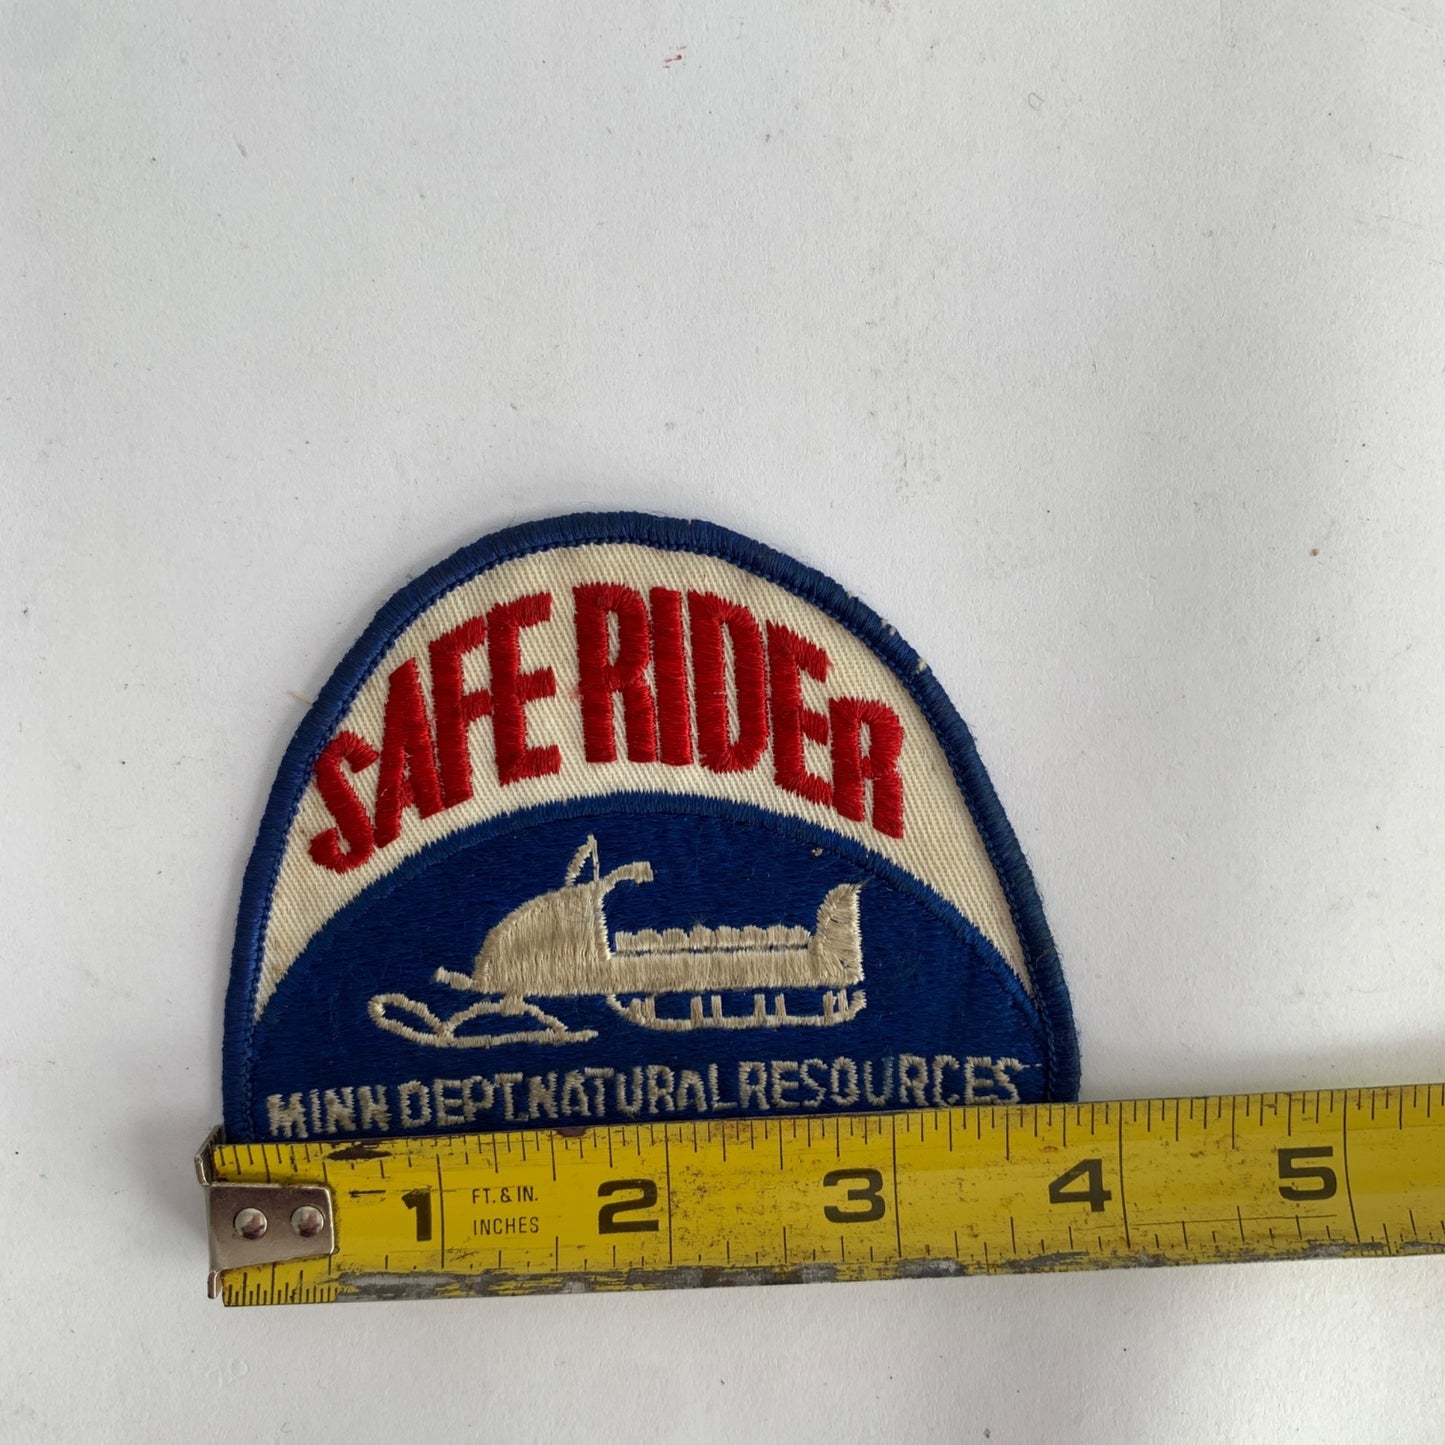 SAFE RIDER
MINN DEPT. NATURAL RESOURCES
1 FT. & IN. 2 3 4 5
INCHES